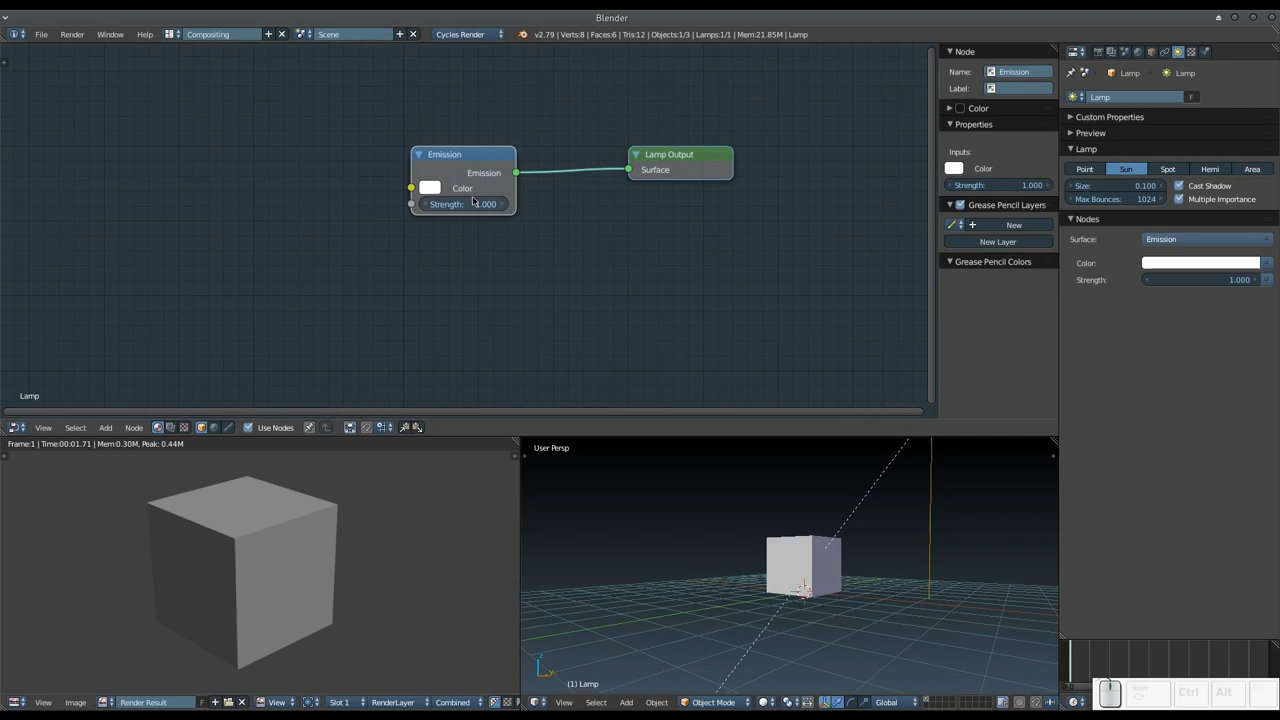 Blender
File Render Window Help Compositing Scene Cycles Render v2.79 | Verts:8 | Faces:6 | Tris:12 | Objects:1/3 | Lamps:1/1 | Mem:21.85M | Lamp
Emission
Emission
Color
Strength: 1.000
Lamp Output
Surface
Lamp
View Select Add Node Use Nodes
Node
Name: Emission
Label:
Color
Properties
Inputs:
Color
Strength: 1.000
Grease Pencil Layers
New
New Layer
Grease Pencil Colors
Lamp Lamp
Lamp F
Custom Properties
Preview
Lamp
Point Sun Spot Hemi Area
Size: 0.100 Cast Shadow
Max Bounces: 1024 Multiple Importance
Nodes
Surface: Emission
Color:
Strength: 1.000
Frame:1 | Time:00:01.71 | Mem:0.30M, Peak: 0.44M
View Image Render Result F View Slot 1 RenderLayer Combined
User Persp
z
y
(1) Lamp
View Select Add Object Object Mode Global
Shift Ctrl Alt